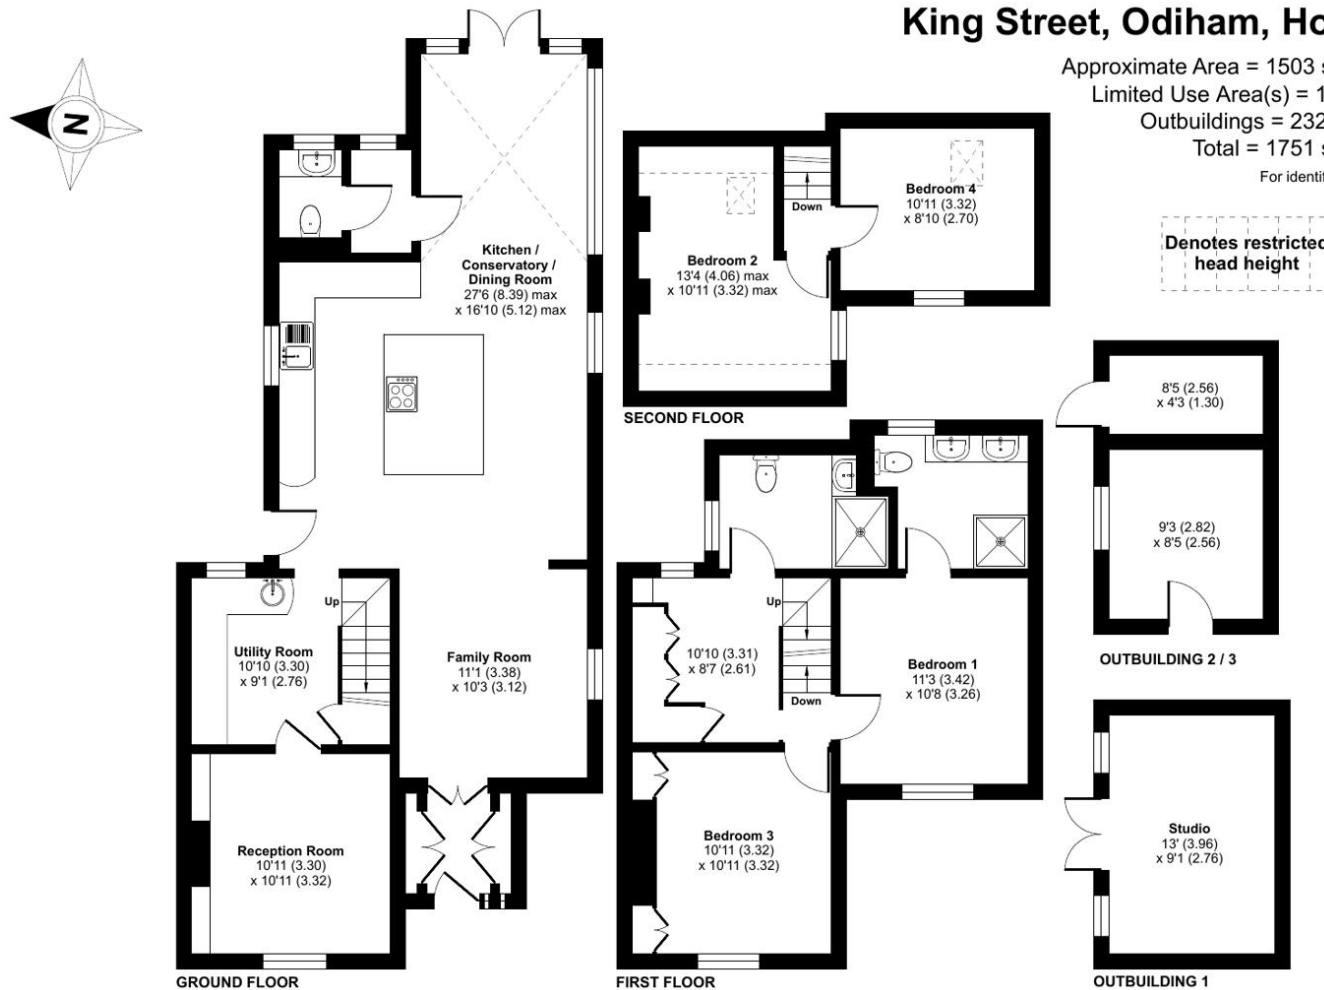 King Street, Odiham,
Approximate Area = 1503
Limited Use Area(s) =
Outbuildings = 232
Total = 1751
For
Denotes restricted
head height
N
Kitchen /
Conservatory /
Dining Room
27'6 (8.39) max
x 16'10 (5.12) max
Up
Utility Room
10'10 (3.30)
x 9'1 (2.76)
Family Room
11'1 (3.38)
x 10'3 (3.12)
Reception Room
10'11 (3.30)
x 10'11 (3.32)
GROUND FLOOR
Down
Bedroom 4
10'11 (3.32)
x 8'10 (2.70)
Bedroom 2
13'4 (4.06) max
x 10'11 (3.32) max
SECOND FLOOR
Up
10'10 (3.31)
x 8'7 (2.61)
Bedroom 1
11'3 (3.42)
x 10'8 (3.26)
Down
Bedroom 3
10'11 (3.32)
x 10'11 (3.32)
FIRST FLOOR
8'5 (2.56)
x 4'3 (1.30)
9'3 (2.82)
x 8'5 (2.56)
OUTBUILDING 2 / 3
Studio
13' (3.96)
x 9'1 (2.76)
OUTBUILDING 1